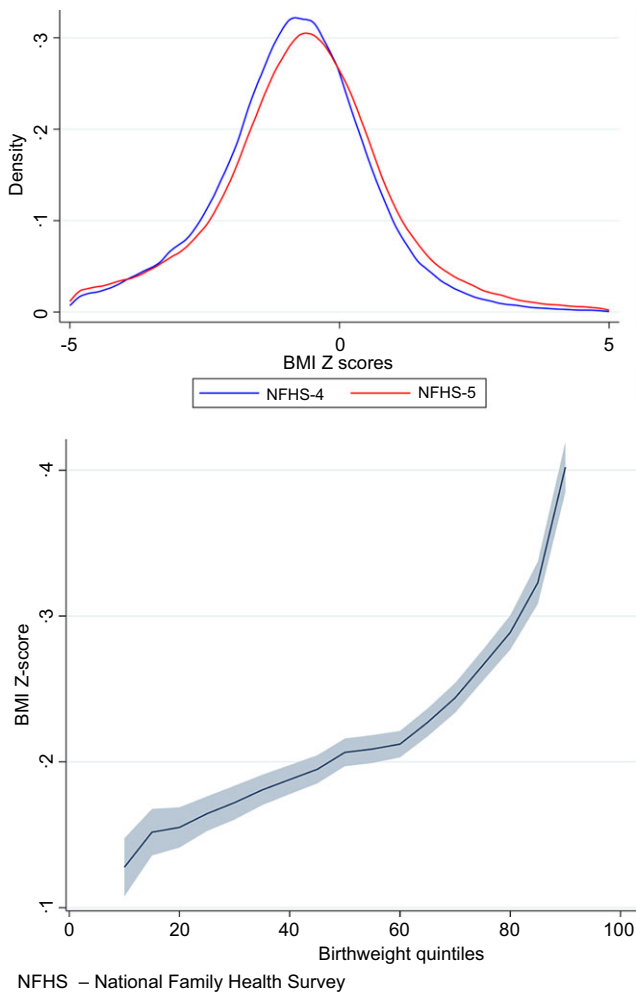 Density
.3
.2
.1
0
-5 0 5
BMI Z scores
NFHS-4 NFHS-5
BMI Z-score
.4
.3
.2
.1
0 20 40 60 80 100
Birthweight quintiles
NFHS – National Family Health Survey